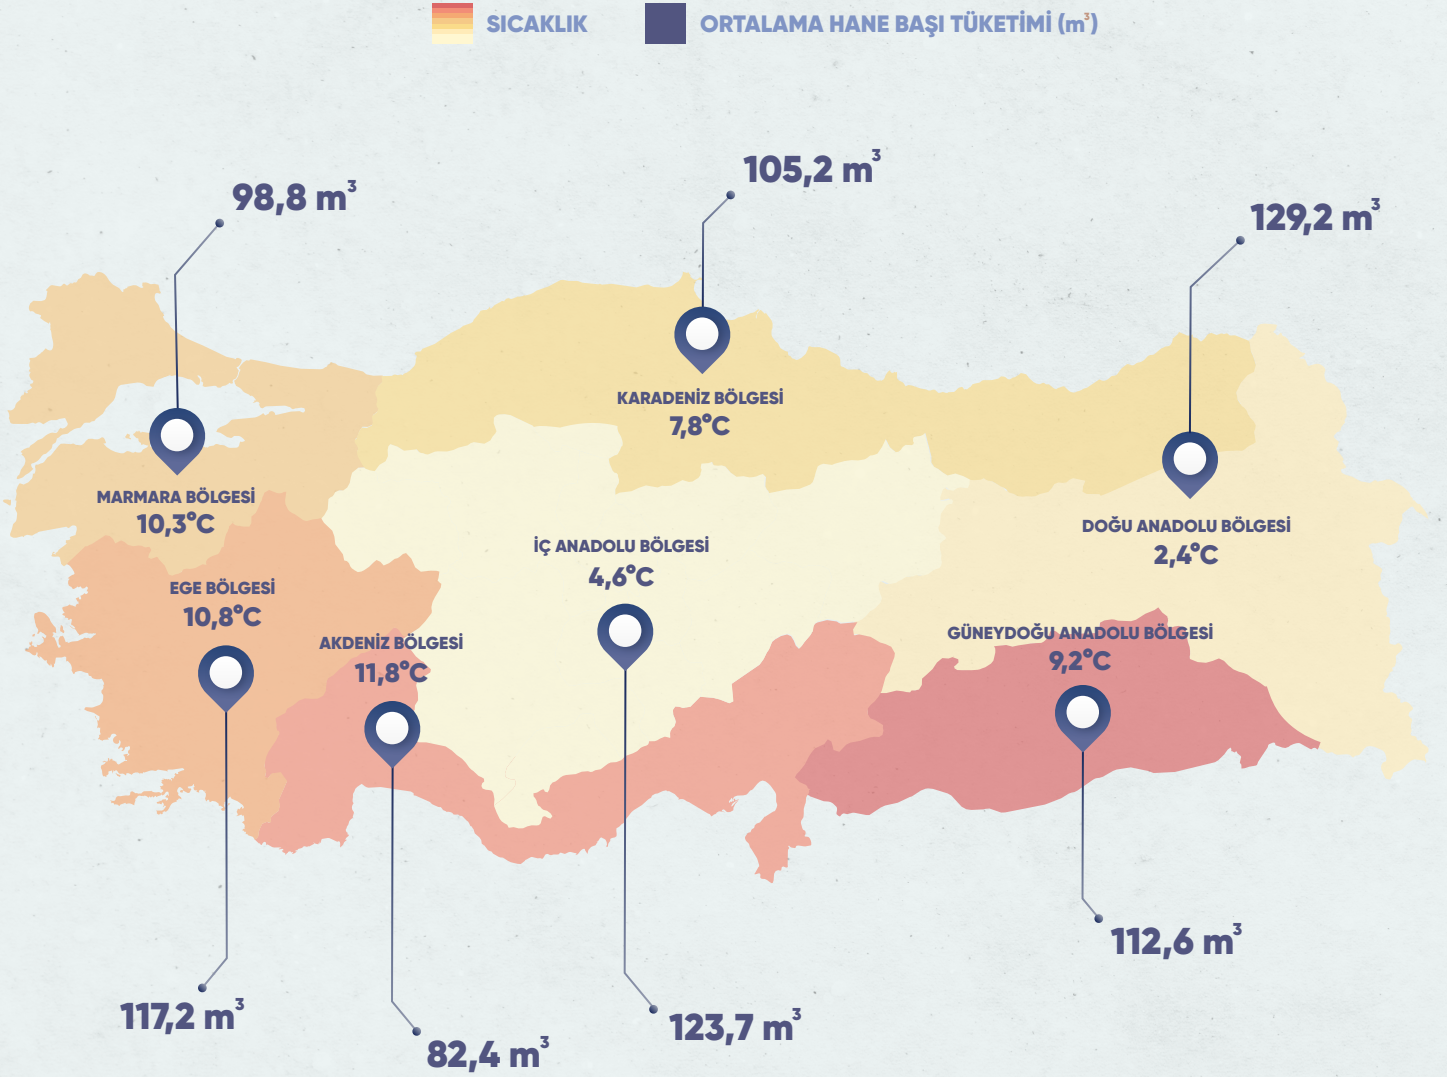 SICAKLIK
ORTALAMA HANE BAŞI TÜKETİMİ (m³)
105,2 m³
98,8 m³
129,2 m³
KARADENİZ BÖLGESİ
7,8°C
MARMARA BÖLGESİ
10,3°C
DOĞU ANADOLU BÖLGESİ
2,4°C
İÇ ANADOLU BÖLGESİ
4,6°C
EGE BÖLGESİ
10,8°C
AKDENİZ BÖLGESİ
11,8°C
GÜNEYDOĞU ANADOLU BÖLGESİ
9,2°C
112,6 m³
117,2 m³
123,7 m³
82,4 m³